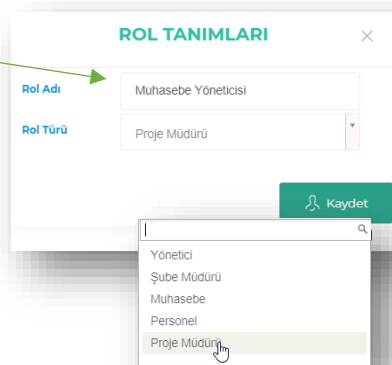 ROL TANIMLARI
Rol Adı Muhasebe Yöneticisi
Rol Türü Proje Müdürü
Kaydet
Yönetici
Şube Müdürü
Muhasebe
Personel
Proje Müdürü